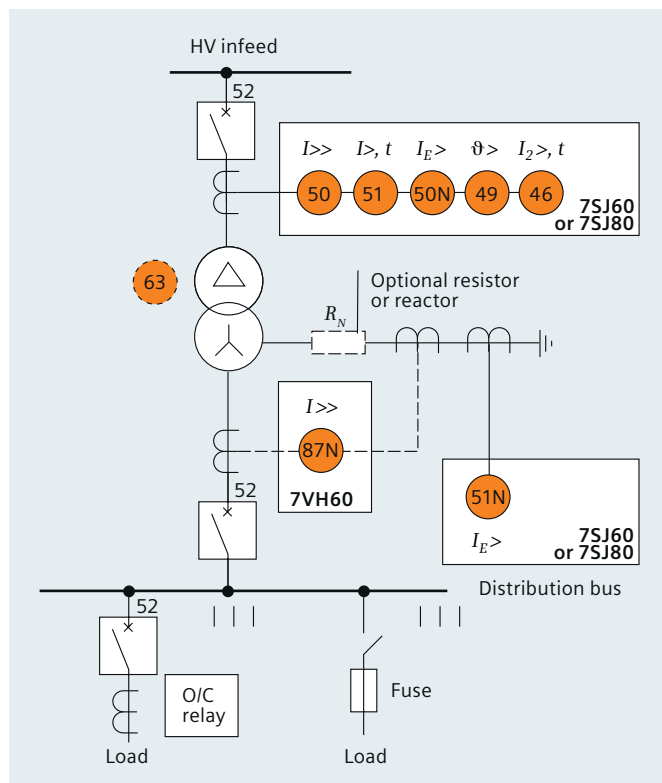 HV infeed
52
I>> I>, t I_E> ϑ> I_2>, t
50 51 50N 49 46
7SJ60
or 7SJ80
63
Optional resistor
or reactor
R_N
I>>
87N
7VH60
52
51N
I_E>
7SJ60
or 7SJ80
Distribution bus
52
O/C
relay
Fuse
Load
Load